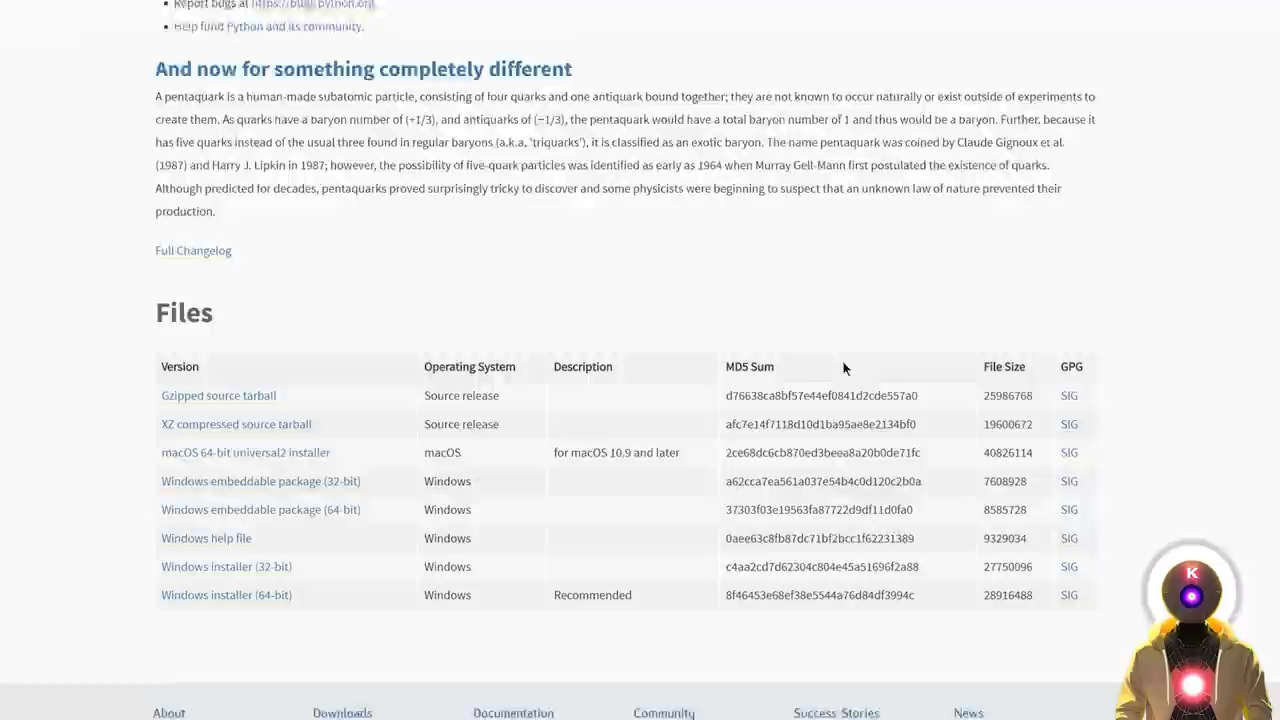 Report bugs at https://bugs.python.org.
Help fund Python and its community.
And now for something completely different
A pentaquark is a human-made subatomic particle, consisting of four quarks and one antiquark bound together; they are not known to occur naturally or exist outside of experiments to
create them. As quarks have a baryon number of (+1/3), and antiquarks of (−1/3), the pentaquark would have a total baryon number of 1 and thus would be a baryon. Further, because it
has five quarks instead of the usual three found in regular baryons (a.k.a. 'triquarks'), it is classified as an exotic baryon. The name pentaquark was coined by Claude Gignoux et al.
(1987) and Harry J. Lipkin in 1987; however, the possibility of five-quark particles was identified as early as 1964 when Murray Gell-Mann first postulated the existence of quarks.
Although predicted for decades, pentaquarks proved surprisingly tricky to discover and some physicists were beginning to suspect that an unknown law of nature prevented their
production.
Full Changelog
Files
Version Operating System Description MD5 Sum File Size GPG
Gzipped source tarball Source release d76638ca8bf57e44ef0841d2cde557a0 25986768 SIG
XZ compressed source tarball Source release afc7e14f7118d10d1ba95ae8e2134bf0 19600672 SIG
macOS 64-bit universal2 installer macOS for macOS 10.9 and later 2ce68dc6cb870ed3beea8a20b0de71fc 40826114 SIG
Windows embeddable package (32-bit) Windows a62cca7ea561a037e54b4c0d120c2b0a 7608928 SIG
Windows embeddable package (64-bit) Windows 37303f03e19563fa87722d9df11d0fa0 8585728 SIG
Windows help file Windows 0aee63c8fb87dc71bf2bcc1f62231389 9329034 SIG
Windows installer (32-bit) Windows c4aa2cd7d62304c804e45a51696f2a88 27750096 SIG
Windows installer (64-bit) Windows Recommended 8f46453e68ef38e5544a76d84df3994c 28916488 SIG
K
About Downloads Documentation Community Success Stories News